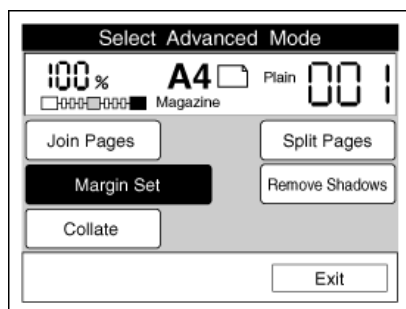 Select Advanced Mode
100 % A4 Plain 001
Magazine
Join Pages Split Pages
Margin Set Remove Shadows
Collate
Exit